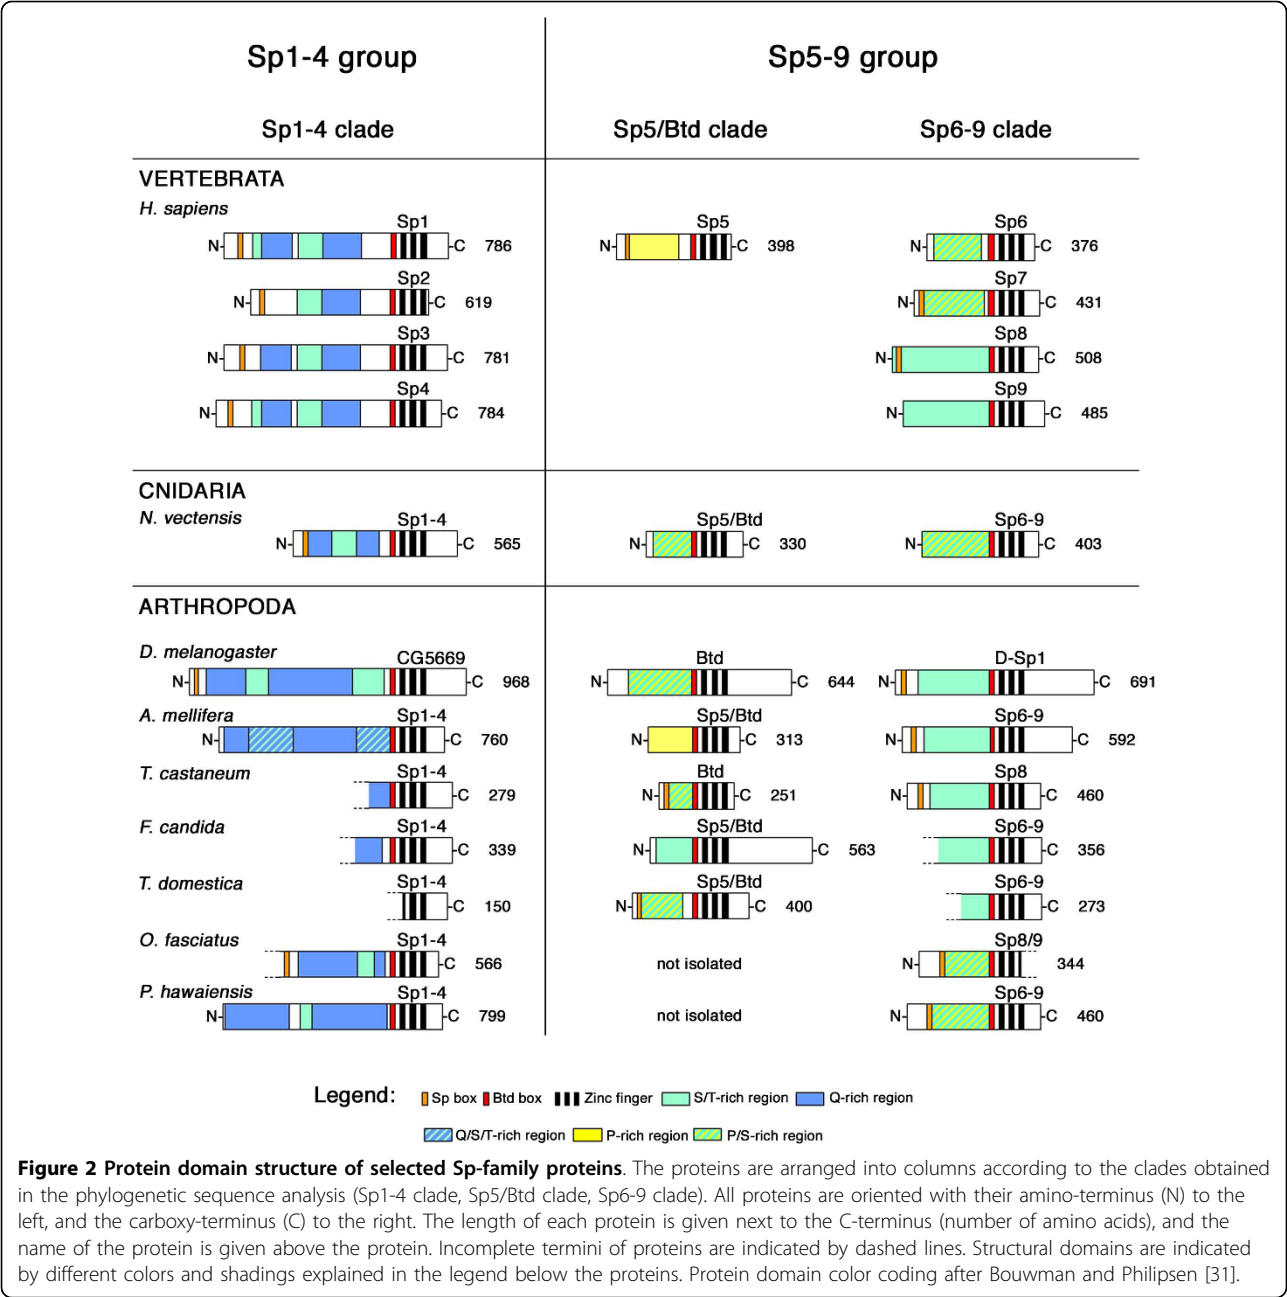 Sp1-4 group
Sp5-9 group
Sp1-4 clade
Sp5/Btd clade
Sp6-9 clade
VERTEBRATA
H. sapiens
Sp1
N- -C 786
Sp5
N- -C 398
Sp6
N- -C 376
Sp2
N- -C 619
Sp7
N- -C 431
Sp3
N- -C 781
Sp8
N- -C 508
Sp4
N- -C 784
Sp9
N- -C 485
CNIDARIA
N. vectensis
Sp1-4
N- -C 565
Sp5/Btd
N- -C 330
Sp6-9
N- -C 403
ARTHROPODA
D. melanogaster
CG5669
N- -C 968
Btd
N- -C 644
D-Sp1
N- -C 691
A. mellifera
Sp1-4
N- -C 760
Sp5/Btd
N- -C 313
Sp6-9
N- -C 592
T. castaneum
Sp1-4
-C 279
Btd
N- -C 251
Sp8
N- -C 460
F. candida
Sp1-4
-C 339
Sp5/Btd
N- -C 563
Sp6-9
-C 356
T. domestica
Sp1-4
-C 150
Sp5/Btd
N- -C 400
Sp6-9
-C 273
O. fasciatus
Sp1-4
-C 566
not isolated
Sp8/9
N- 344
P. hawaiensis
Sp1-4
N- -C 799
not isolated
Sp6-9
N- -C 460
Legend: Sp box Btd box Zinc finger S/T-rich region Q-rich region
Q/S/T-rich region P-rich region P/S-rich region
Figure 2 Protein domain structure of selected Sp-family proteins. The proteins are arranged into columns according to the clades obtained
in the phylogenetic sequence analysis (Sp1-4 clade, Sp5/Btd clade, Sp6-9 clade). All proteins are oriented with their amino-terminus (N) to the
left, and the carboxy-terminus (C) to the right. The length of each protein is given next to the C-terminus (number of amino acids), and the
name of the protein is given above the protein. Incomplete termini of proteins are indicated by dashed lines. Structural domains are indicated
by different colors and shadings explained in the legend below the proteins. Protein domain color coding after Bouwman and Philipsen [31].